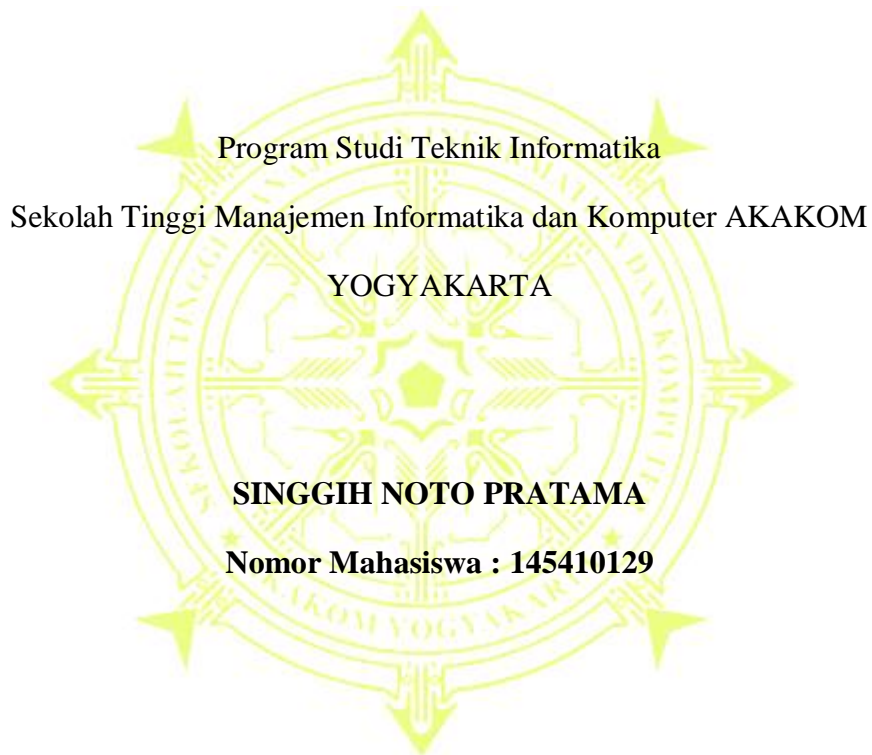 Program Studi Teknik Informatika
Sekolah Tinggi Manajemen Informatika dan Komputer AKAKOM
YOGYAKARTA
SINGGIH NOTO PRATAMA
Nomor Mahasiswa : 145410129